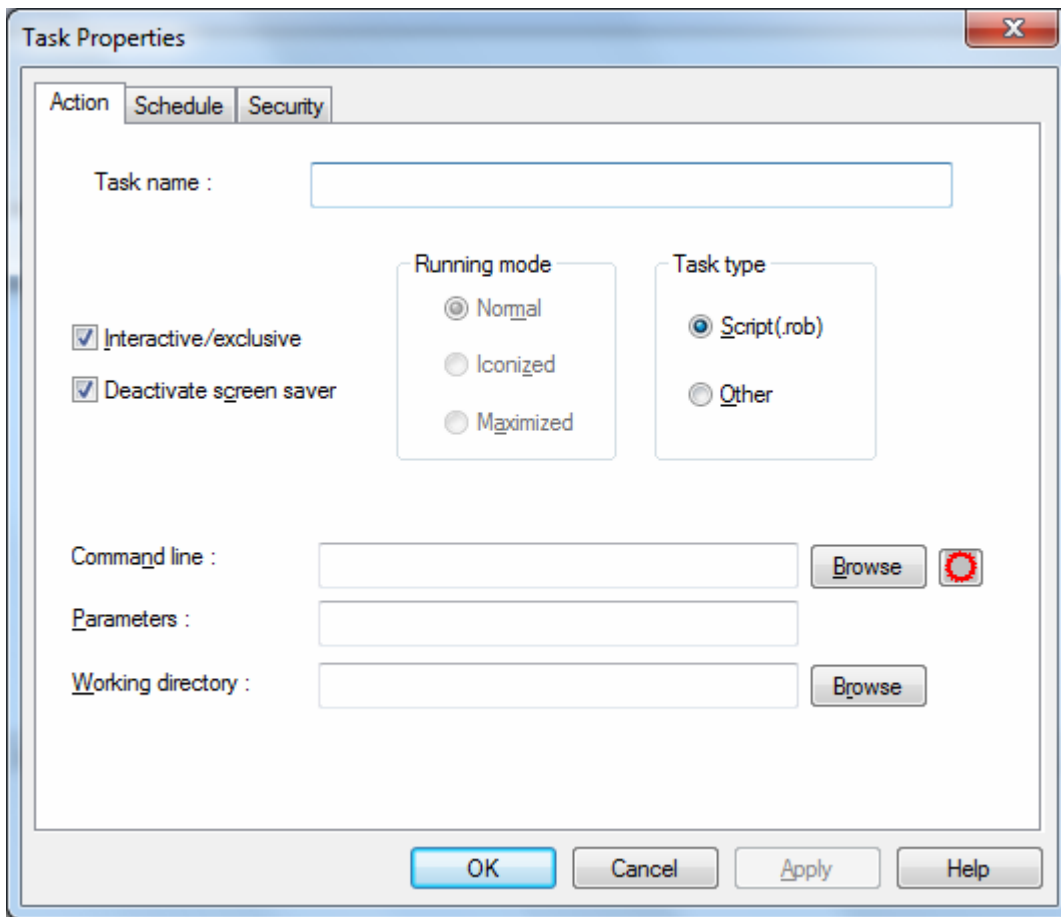 Task Properties
Action Schedule Security
Task name :
Running mode Task type
Normal
Script(.rob)
Interactive/exclusive
Iconized
Deactivate screen saver
Other
Maximized
Command line : Browse
Parameters :
Working directory : Browse
OK Cancel Apply Help